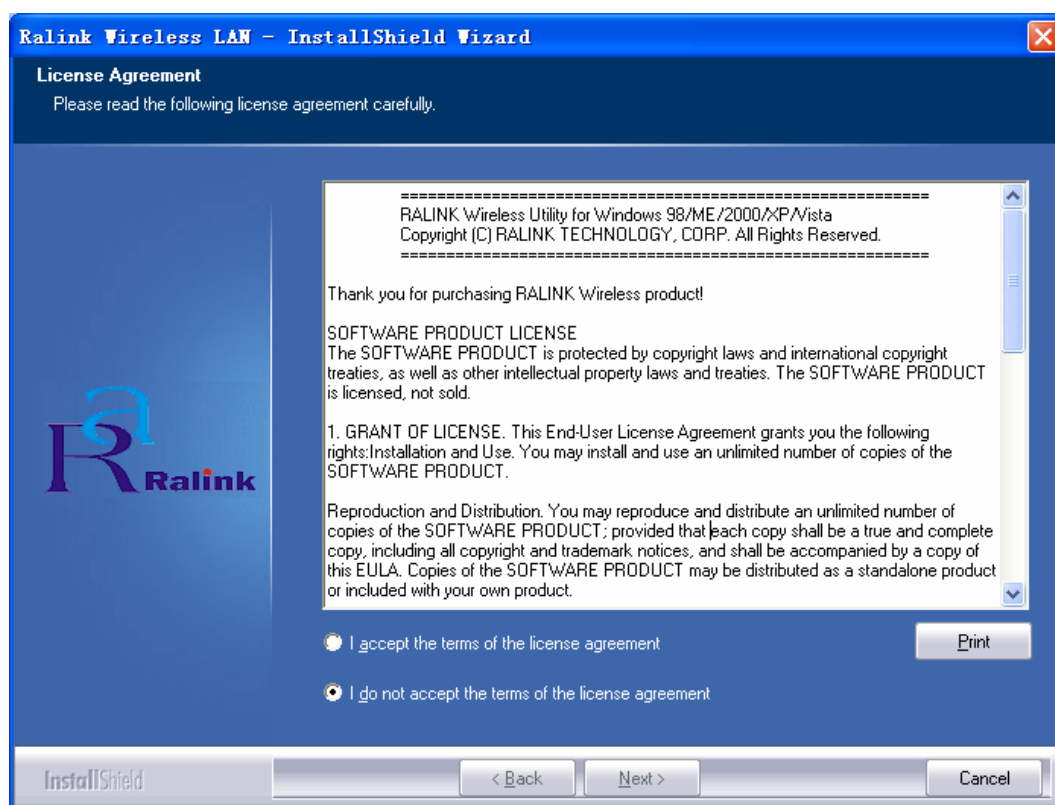 Ralink Wireless LAN - InstallShield Wizard
License Agreement
Please read the following license agreement carefully.
==========================================================
RALINK Wireless Utility for Windows 98/ME/2000/XP/Vista
Copyright (C) RALINK TECHNOLOGY, CORP. All Rights Reserved.
==========================================================
Thank you for purchasing RALINK Wireless product!
SOFTWARE PRODUCT LICENSE
The SOFTWARE PRODUCT is protected by copyright laws and international copyright
treaties, as well as other intellectual property laws and treaties. The SOFTWARE PRODUCT
is licensed, not sold.
1. GRANT OF LICENSE. This End-User License Agreement grants you the following
rights:Installation and Use. You may install and use an unlimited number of copies of the
SOFTWARE PRODUCT.
Reproduction and Distribution. You may reproduce and distribute an unlimited number of
copies of the SOFTWARE PRODUCT; provided that each copy shall be a true and complete
copy, including all copyright and trademark notices, and shall be accompanied by a copy of
this EULA. Copies of the SOFTWARE PRODUCT may be distributed as a standalone product
or included with your own product.
Ra
Ralink
I accept the terms of the license agreement
Print
I do not accept the terms of the license agreement
InstallShield
< Back
Next >
Cancel